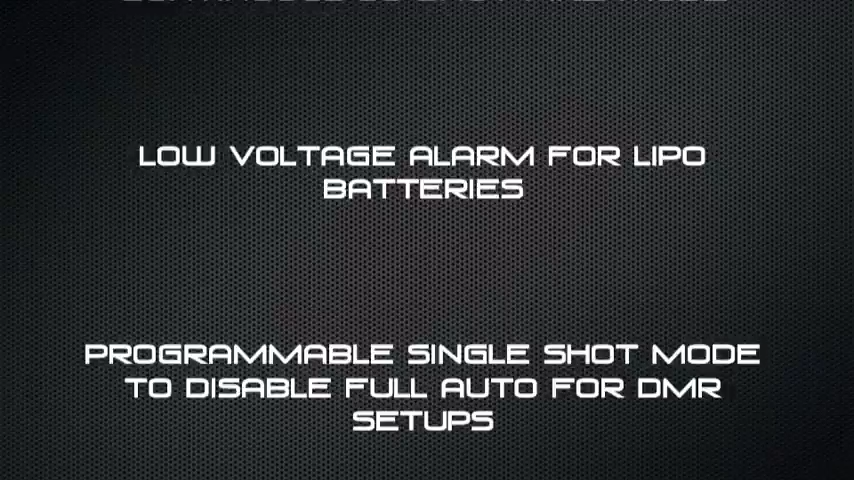 LOW VOLTAGE ALARM FOR LIPO
BATTERIES
PROGRAMMABLE SINGLE SHOT MODE
TO DISABLE FULL AUTO FOR DMR
SETUPS